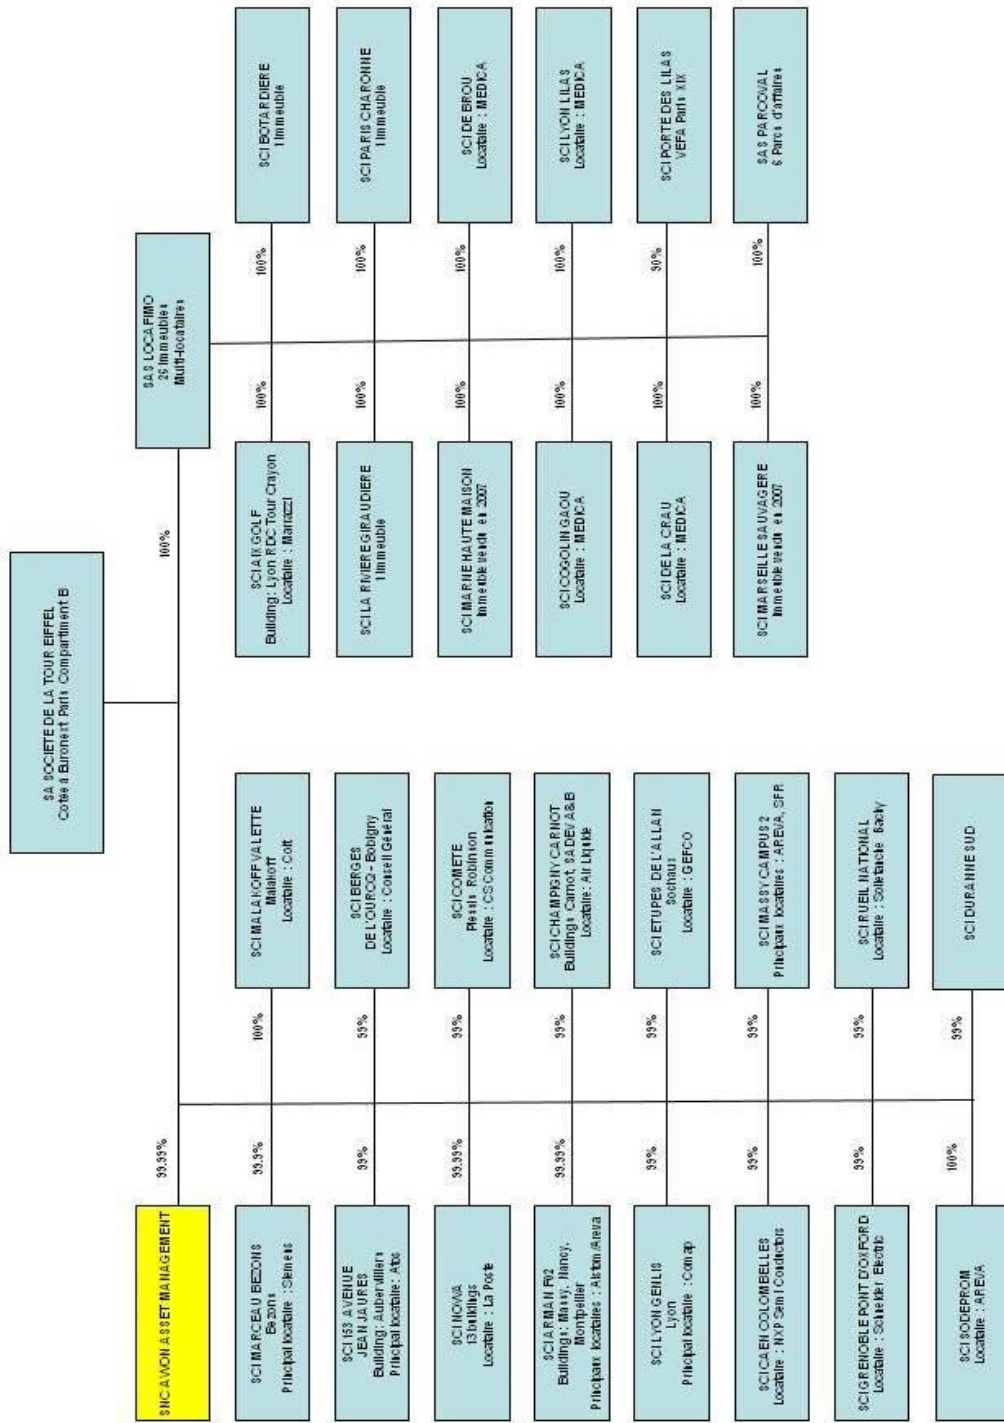 SA SOCIETE DE LA TOUR EIFFEL
Cotée à Euronext Paris Compartiment B
99.99%
100%
SNC AWON ASSET MANAGEMENT
SAS LOCAFIMO
26 Immeubles
Multi-locataires
SCI MARCEAU BEZONS
Bezons
Principal locataire : Siemens
99.9%
100%
SCI MALAKOFF VALETTE
Malakoff
Locataire : Colt
SCI 153 AVENUE
JEAN JAURES
Building: Aubervilliers
Principal locataire: Atos
99%
99%
SCI BERGES
DE L'OURCQ - Bobigny
Locataire : Conseil Général
SCI NOWA
13 buildings
Locataire : La Poste
99.99%
99%
SCI COMETE
Plessis Robinson
Locataire : CS Communication
SCI ARMAN F02
Buildings: Massy, Nancy,
Montpellier
Principaux locataires : Alstom/Areva
99.99%
99%
SCI CHAMPIGNY CARNOT
Buildings Carnot, SADEV A&B
Locataire : Air Liquide
SCI LYON GENLIS
Lyon
Principal locataire : Comap
99%
99%
SCI ETUPES DE L'ALLAN
Sochaux
Locataire : GEFCO
SCI CAEN COLOMBELLES
Locataire : NXP Semi Conductors
99%
99%
SCI MASSY CAMPUS 2
Principaux locataires : AREVA, SFR
SCI GRENOBLE PONT D'OXFORD
Locataire : Schneider Electric
99%
99%
SCI RUEIL NATIONAL
Locataire : Solletanche Bachy
SCI SODEPROM
Locataire : AREVA
100%
99%
SCI DURANNE SUD
SCI AIX GOLF
Building: Lyon RDC Tour Crayon
Locataire : Marrazzi
100%
100%
SCI BOTARDIERE
1 Immeuble
SCI LA RIVIERE GIRAUDIERE
1 Immeuble
100%
100%
SCI PARIS CHARONNE
1 Immeuble
SCI MARNE HAUTE MAISON
Immeuble vendu en 2007
100%
100%
SCI DE BROU
Locataire : MEDICA
SCI COGOLIN GAOU
Locataire : MEDICA
100%
100%
SCI LYON LILAS
Locataire : MEDICA
SCI DE LA CRAU
Locataire : MEDICA
100%
90%
SCI PORTE DES LILAS
VEFA Paris XIX
SCI MARSEILLE SAUVAGERE
Immeuble vendu en 2007
100%
100%
SAS PARCOVAL
6 Parcs d'affaires